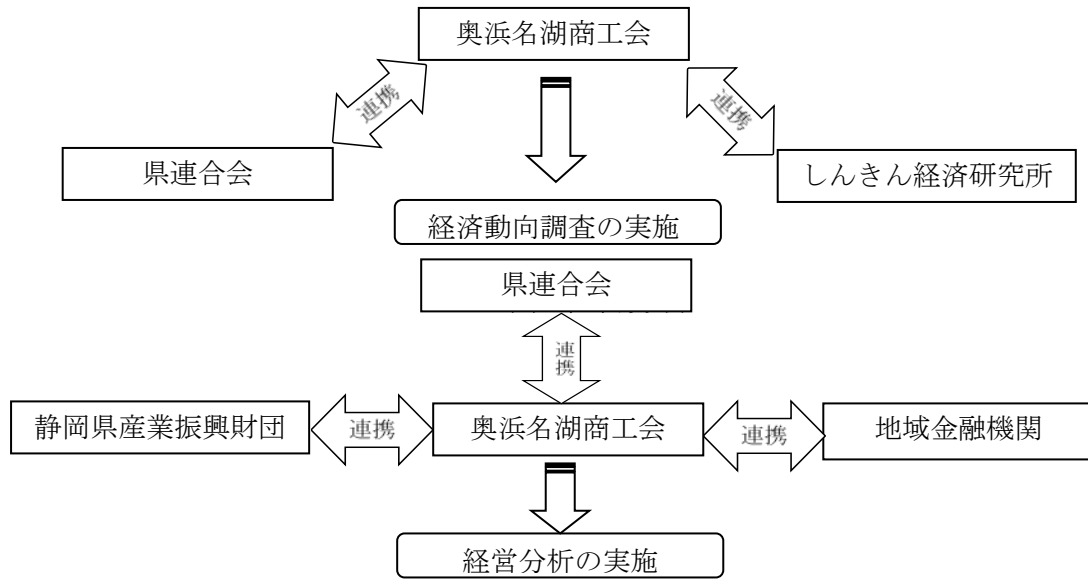 奥浜名湖商工会
連携
連携
県連合会
しんきん経済研究所
経済動向調査の実施
県連合会
連携
静岡県産業振興財団
連携
奥浜名湖商工会
連携
地域金融機関
経営分析の実施